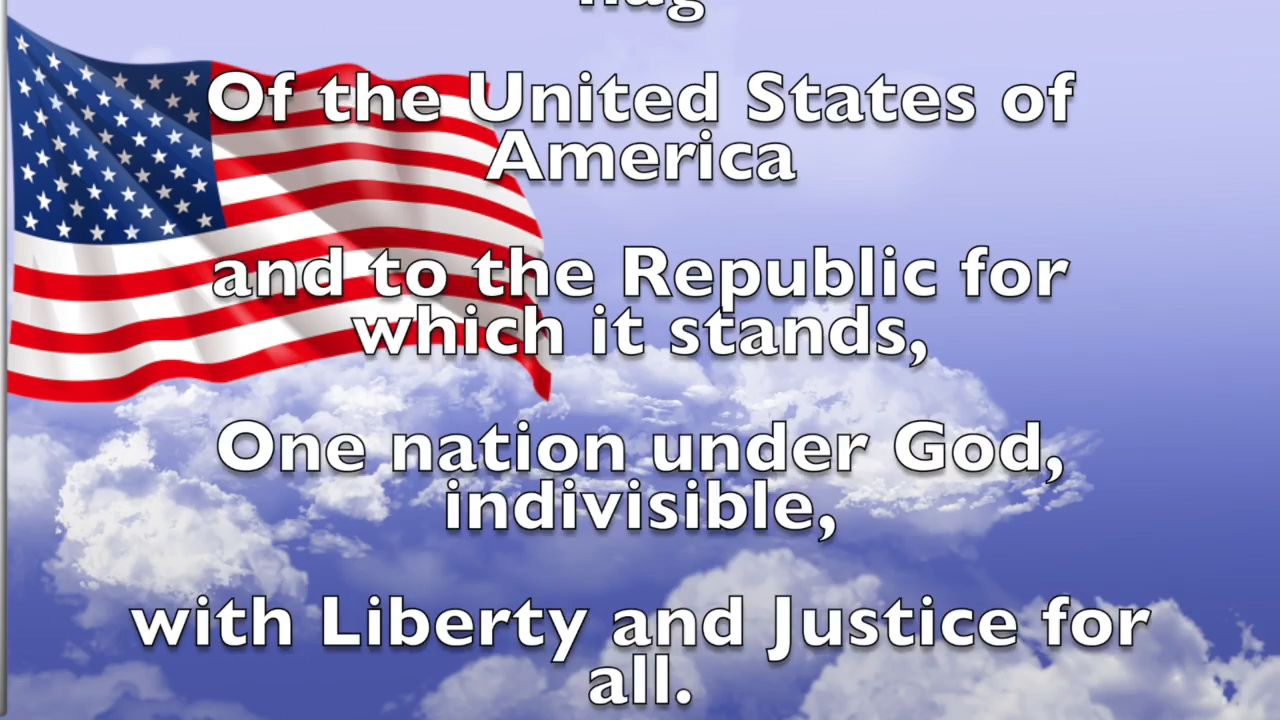 flag
Of the United States of
America
and to the Republic for
which it stands,
One nation under God,
indivisible,
with Liberty and Justice for
all.